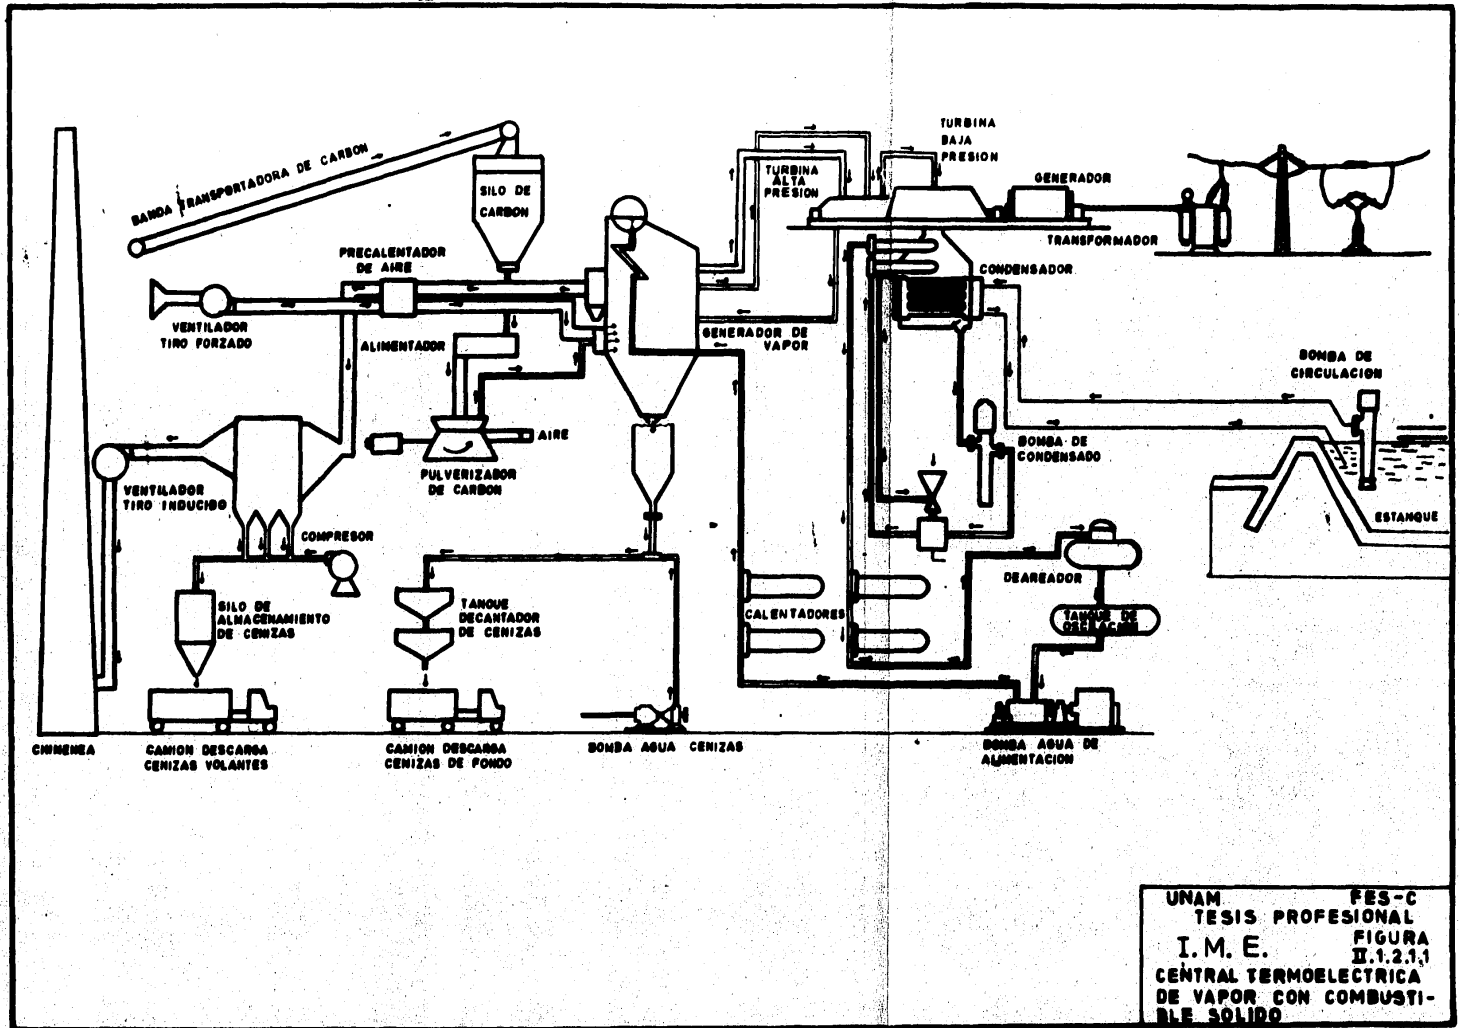 BANDA TRANSPORTADORA DE CARBON
SILO DE
CARBON
PRECALENTADOR
DE AIRE
VENTILADOR
TIRO FORZADO
ALIMENTADOR
AIRE
PULVERIZADOR
DE CARBON
VENTILADOR
TIRO INDUCIDO
COMPRESOR
SILO DE
ALMACENAMIENTO
DE CENIZAS
TANQUE
DECANTADOR
DE CENIZAS
CHIMENEA
CAMION DESCARGA
CENIZAS VOLANTES
CAMION DESCARGA
CENIZAS DE FONDO
BOMBA AGUA CENIZAS
TURBINA
ALTA
PRESION
TURBINA
BAJA
PRESION
GENERADOR
TRANSFORMADOR
CONDENSADOR
GENERADOR DE
VAPOR
BOMBA DE
CIRCULACION
BOMBA DE
CONDENSADO
ESTANQUE
DEAREADOR
CALENTADORES
TANQUE DE
OSCILACION
BOMBA AGUA DE
ALIMENTACION
UNAM FES-C
TESIS PROFESIONAL
I.M.E. FIGURA
II.1.2.1.1
CENTRAL TERMOELECTRICA
DE VAPOR CON COMBUSTI-
BLE SOLIDO